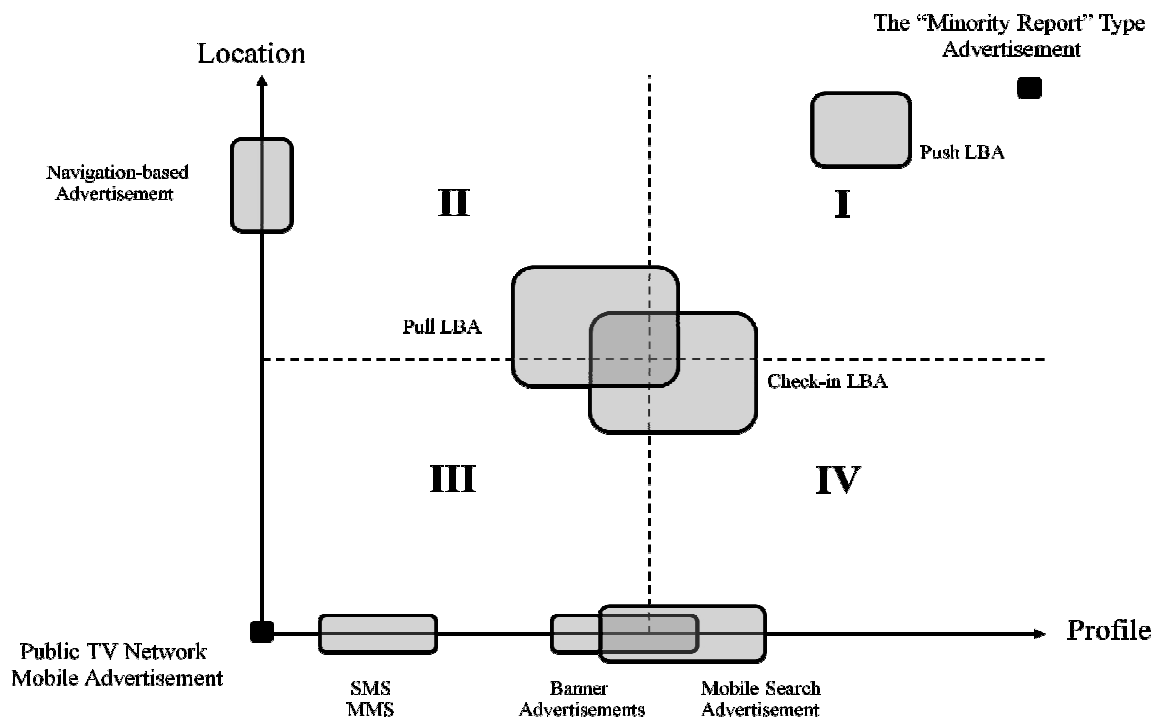 The “Minority Report” Type
Advertisement
Location
Push LBA
Navigation-based
Advertisement
II
I
Pull LBA
Check-in LBA
III
IV
Profile
Public TV Network
Mobile Advertisement
SMS
MMS
Banner
Advertisements
Mobile Search
Advertisement